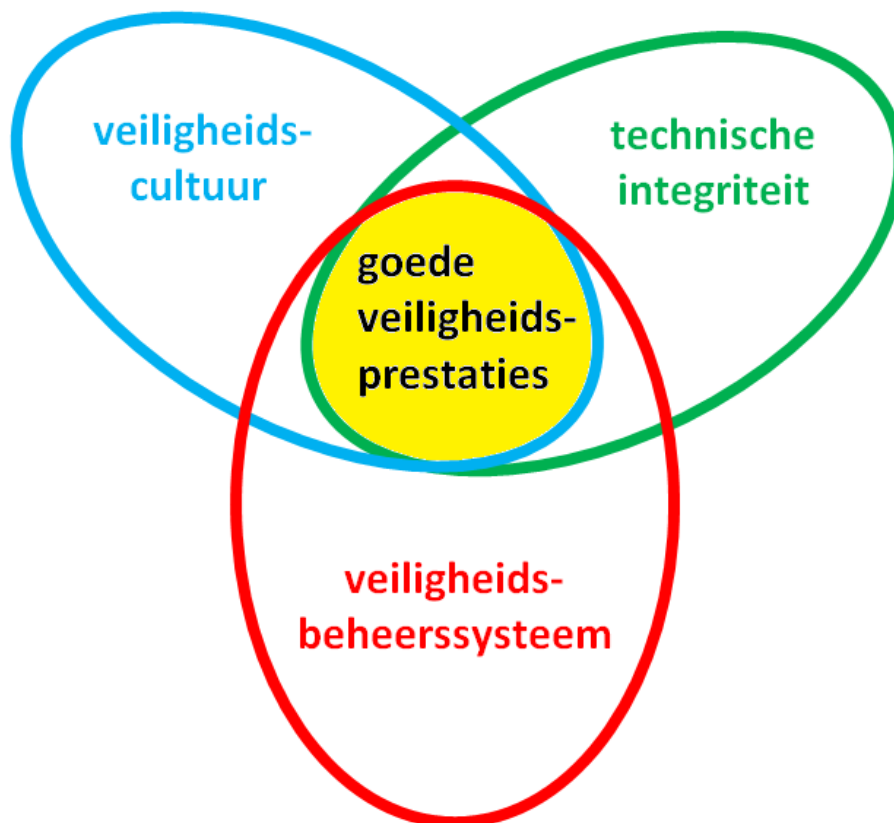 veiligheids-
cultuur
technische
integriteit
goede
veiligheids-
prestaties
veiligheids-
beheerssysteem